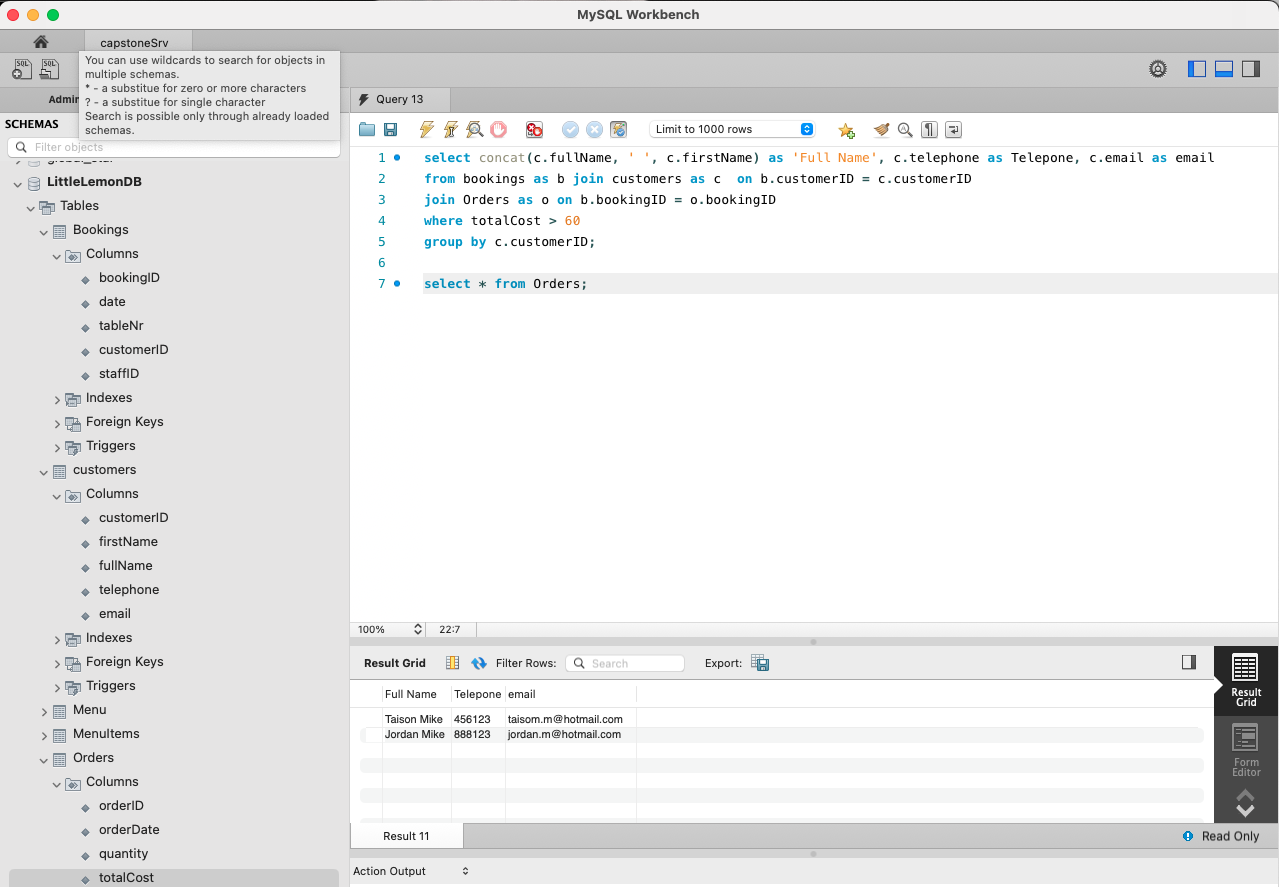 MySQL Workbench
capstoneSrv
You can use wildcards to search for objects in
multiple schemas.
* - a substitue for zero or more characters
? - a substitue for single character
Search is possible only through already loaded
schemas.
SQL
SQL
Admin
SCHEMAS
Filter objects
LittleLemonDB
Tables
Bookings
Columns
bookingID
date
tableNr
customerID
staffID
Indexes
Foreign Keys
Triggers
customers
Columns
customerID
firstName
fullName
telephone
email
Indexes
Foreign Keys
Triggers
Menu
MenuItems
Orders
Columns
orderID
orderDate
quantity
totalCost
Query 13
Limit to 1000 rows
1 select concat(c.fullName, ' ', c.firstName) as 'Full Name', c.telephone as Telepone, c.email as email
2 from bookings as b join customers as c  on b.customerID = c.customerID
3 join Orders as o on b.bookingID = o.bookingID
4 where totalCost > 60
5 group by c.customerID;
6
7 select * from Orders;
100% 22:7
Result Grid Filter Rows: Search Export:
Full Name Telepone email
Taison Mike 456123 taisom.m@hotmail.com
Jordan Mike 888123 jordan.m@hotmail.com
Result
Grid
Form
Editor
Result 11
Read Only
Action Output